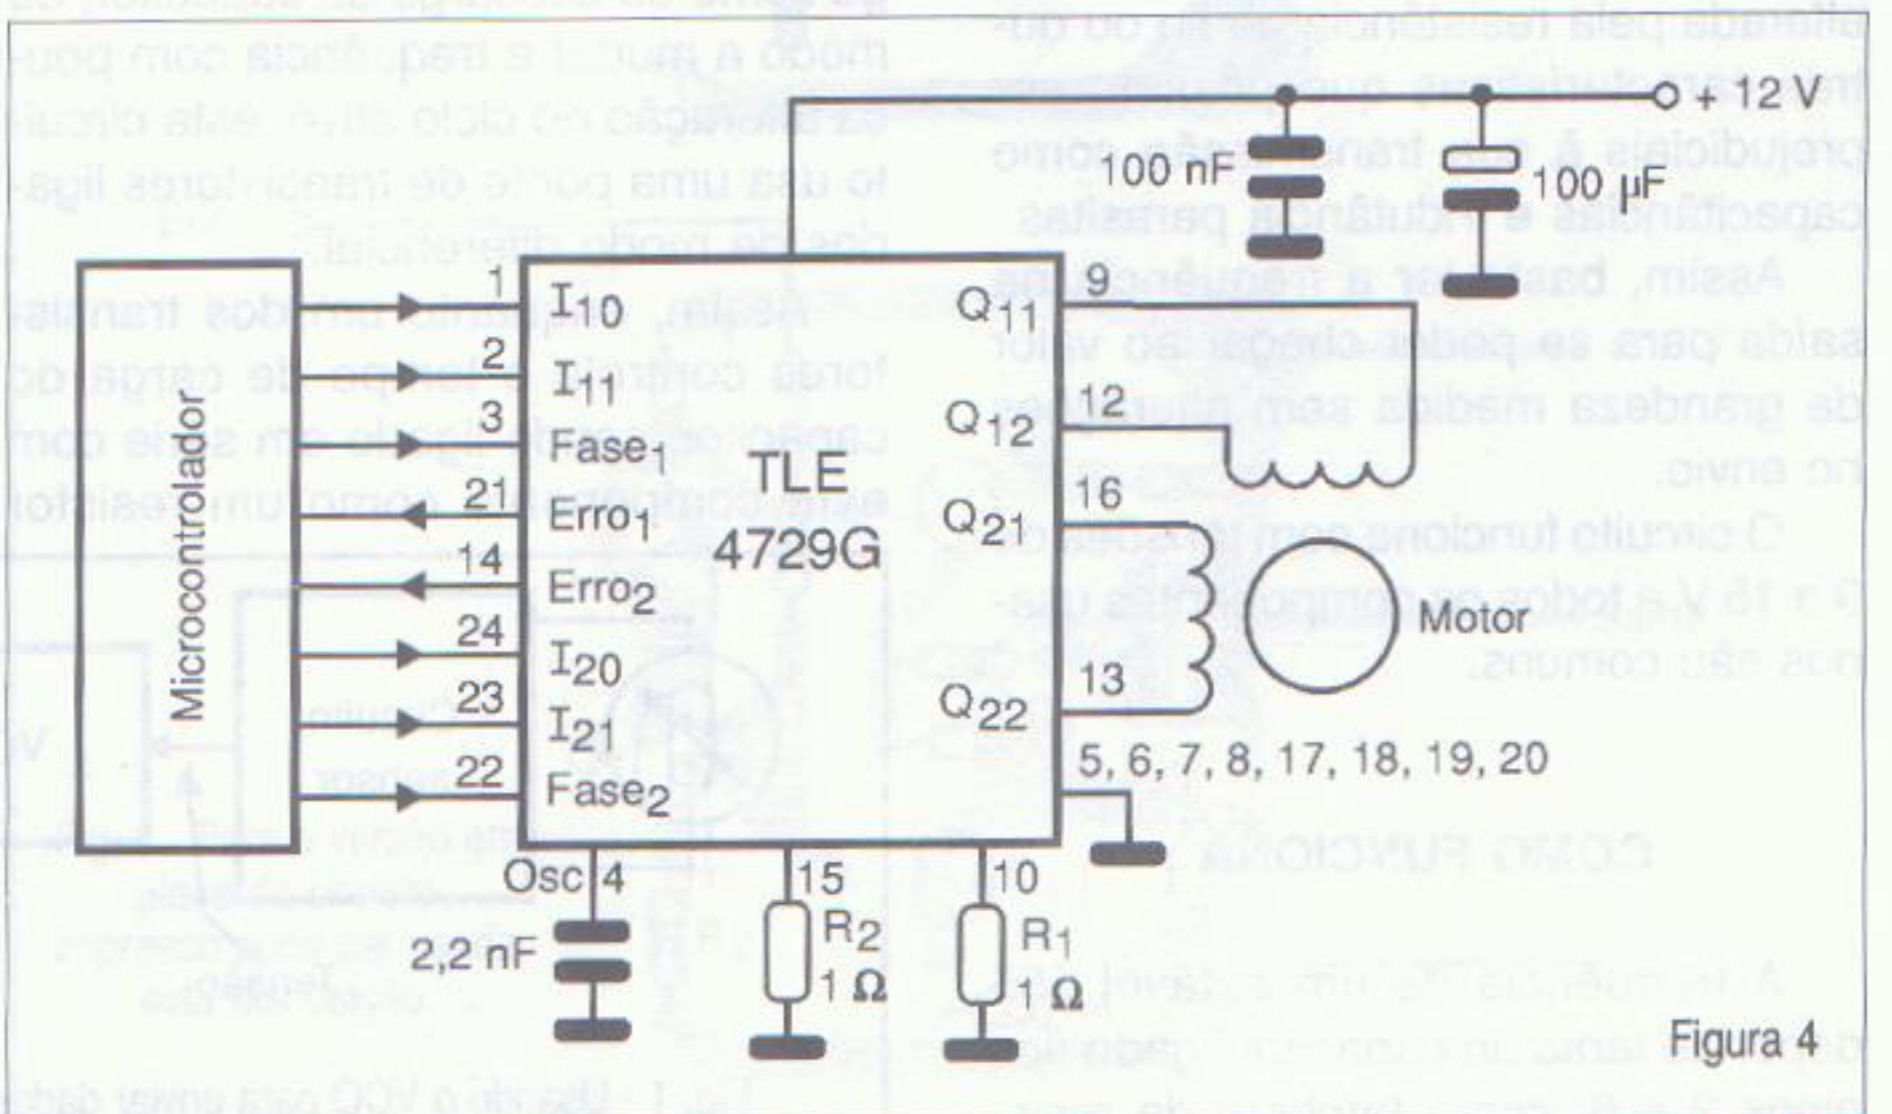 + 12 V
100 nF
100 µF
Microcontrolador
1
2
3
21
14
24
23
22
I10
I11
Fase1
Erro1
Erro2
I20
I21
Fase2
TLE
4729G
Q11
Q12
Q21
Q22
9
12
16
13
Motor
5, 6, 7, 8, 17, 18, 19, 20
Osc 4
15
10
2,2 nF
R2
1 Ω
R1
1 Ω
Figura 4